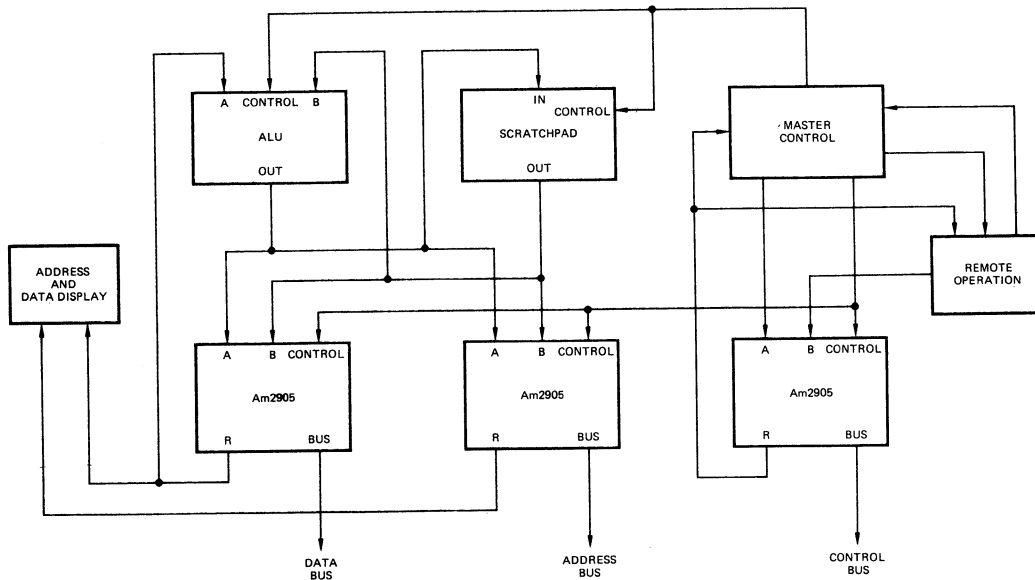 A CONTROL B
ALU
OUT
IN
CONTROL
SCRATCHPAD
OUT
MASTER
CONTROL
ADDRESS
AND
DATA DISPLAY
REMOTE
OPERATION
A B CONTROL
Am2905
R BUS
A B CONTROL
Am2905
R BUS
A B CONTROL
Am2905
R BUS
DATA
BUS
ADDRESS
BUS
CONTROL
BUS